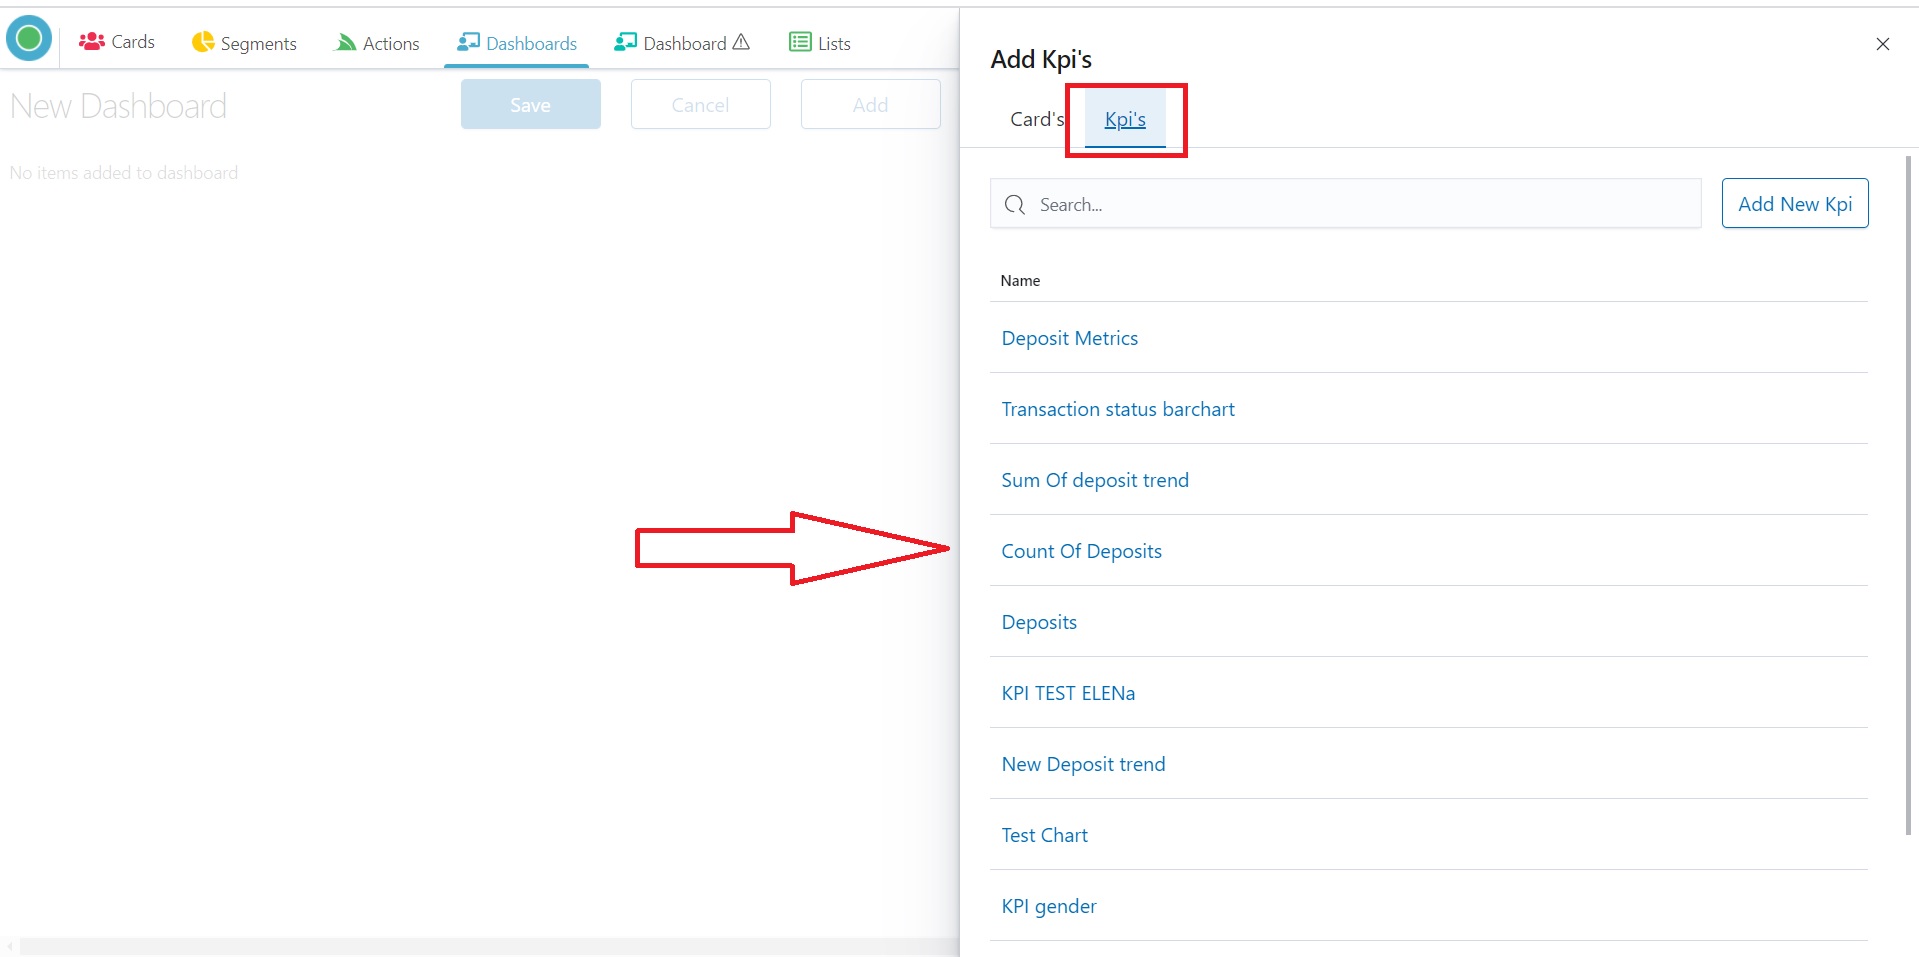 Cards Segments Actions Dashboards Dashboard Lists
New Dashboard Save Cancel Add
No items added to dashboard
Add Kpi's
Card's Kpi's
Search... Add New Kpi
Name
Deposit Metrics
Transaction status barchart
Sum Of deposit trend
Count Of Deposits
Deposits
KPI TEST ELENa
New Deposit trend
Test Chart
KPI gender